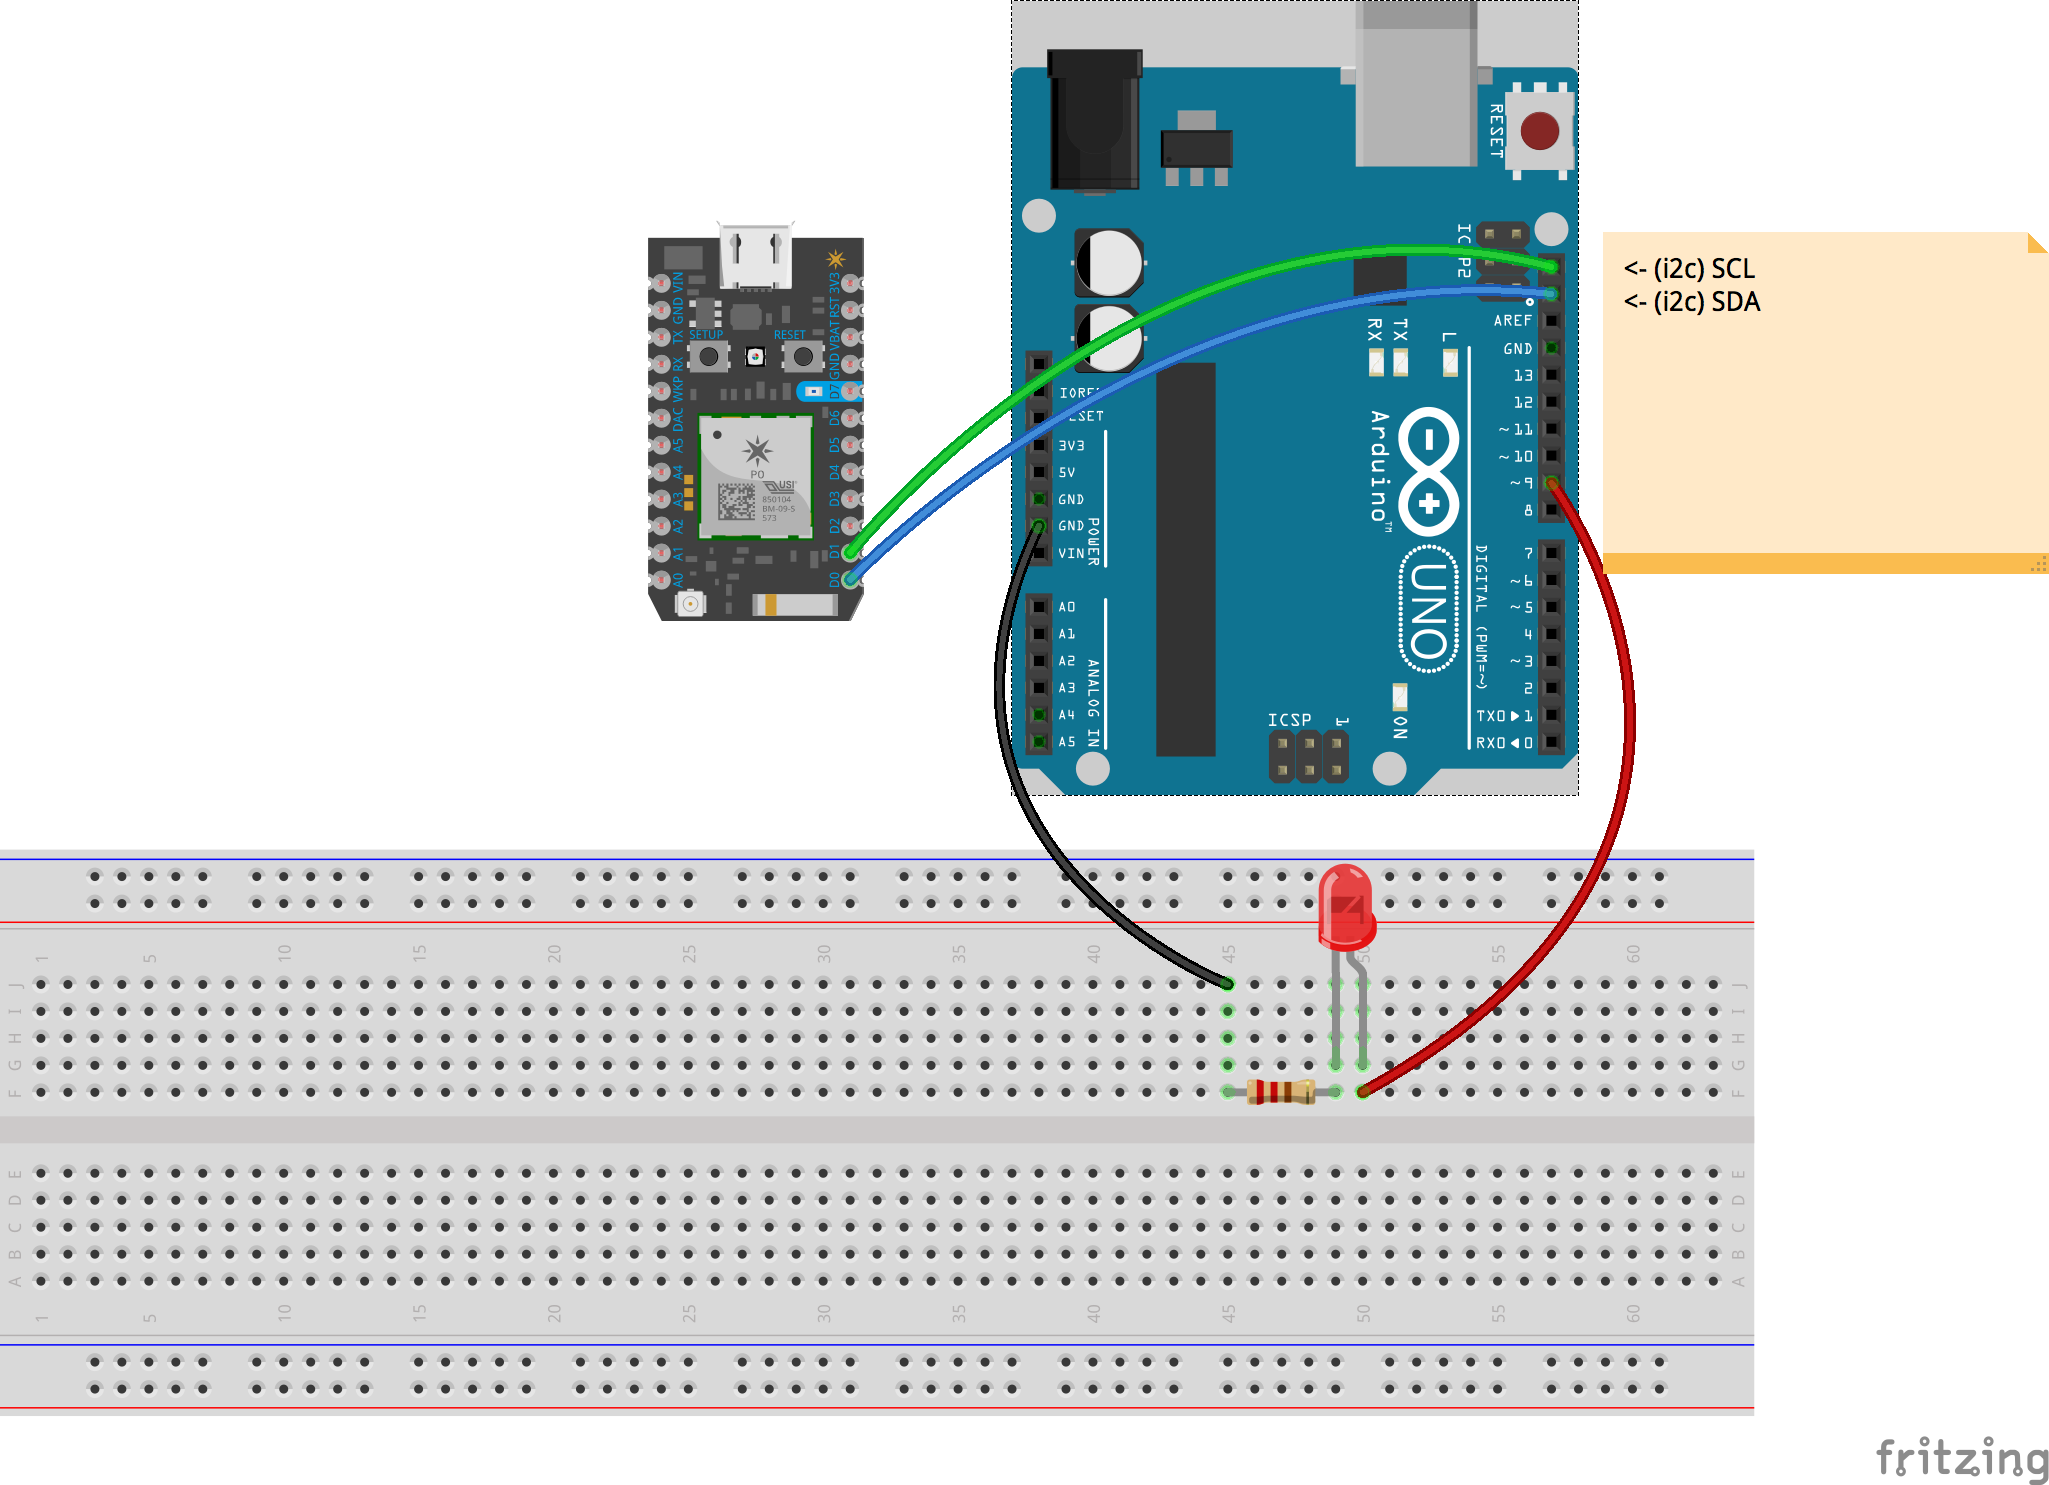 RESET
<- (i2c) SCL
<- (i2c) SDA
ICSP2
VIN
GND
TX
RX
WKP
DAC
A5
A4
A3
A2
A1
A0
3V3
RST
VBAT
GND
D7
D6
D5
D4
D3
D2
D1
D0
SETUP
RESET
P0
USI
850104
BM-09-S
573
RX
TX
L
AREF
GND
13
12
~11
~10
~9
8
7
~6
~5
4
~3
2
TX0 ▶ 1
RX0 ◀ 0
3V3
5V
GND
GND
VIN
POWER
A0
A1
A2
A3
A4
A5
ANALOG IN
Arduino™
UNO
DIGITAL (PWM=~)
ICSP
1
ON
1 5 10 15 20 25 30 35 40 45 50 55 60
J J
I I
H H
G G
F F
E E
D D
C C
B B
A A
1 5 10 15 20 25 30 35 40 45 50 55 60
fritzing